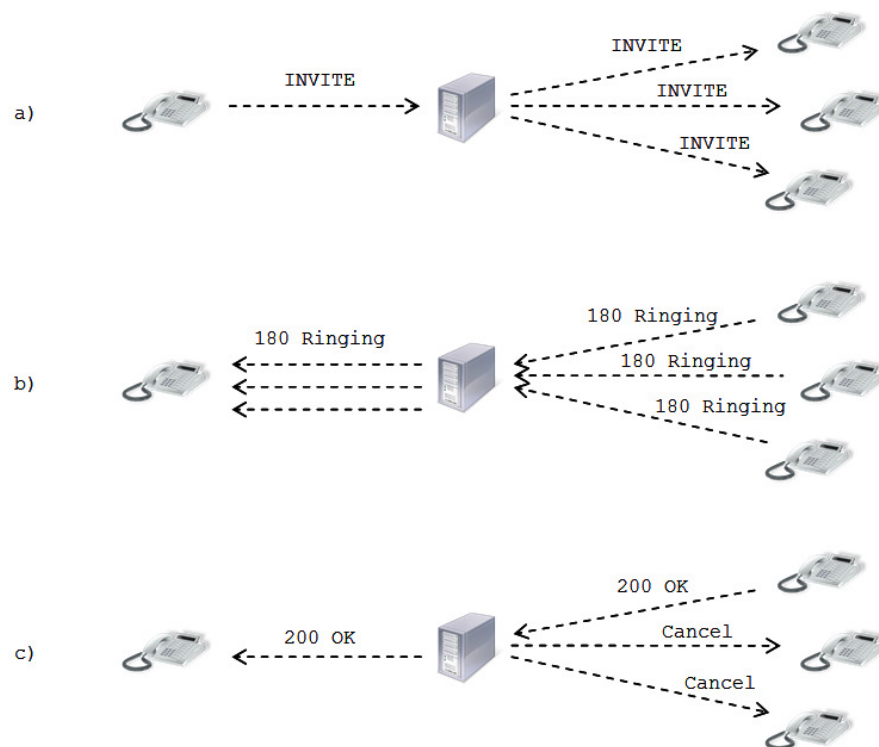 INVITE
INVITE
INVITE
INVITE
a)
180 Ringing
180 Ringing
180 Ringing
180 Ringing
b)
200 OK
200 OK
Cancel
c)
Cancel